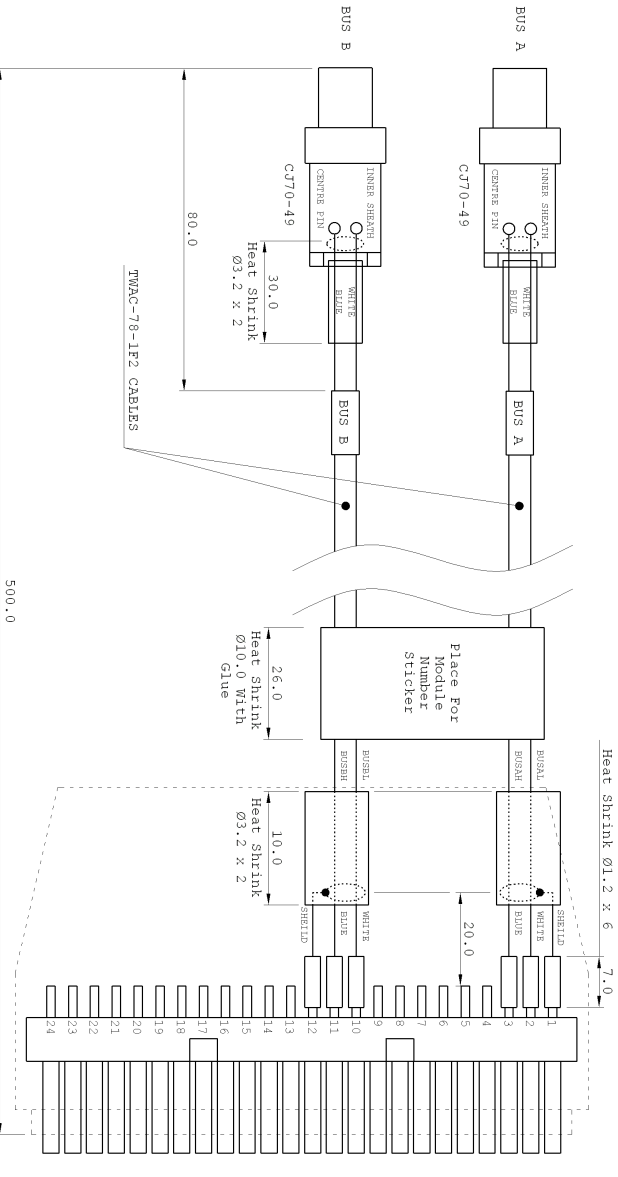 BUS B
BUS A
CJ70-49
CENTRE PIN
INNER SHEATH
CJ70-49
CENTRE PIN
INNER SHEATH
80.0
30.0
Heat Shrink
Ø3.2 x 2
WHITE
BLUE
WHITE
BLUE
TWAC-78-1F2 CABLES
BUS B
BUS A
500.0
26.0
Heat Shrink
Ø10.0 With
Glue
Place For
Module
Number
Sticker
BUSBL
BUSBH
BUSAL
BUSAH
Heat Shrink Ø1.2 x 6
7.0
10.0
Heat Shrink
Ø3.2 x 2
20.0
SHEILD
WHITE
BLUE
WHITE
BLUE
SHEILD
1
2
3
4
5
6
7
8
9
10
11
12
13
14
15
16
17
18
19
20
21
22
23
24